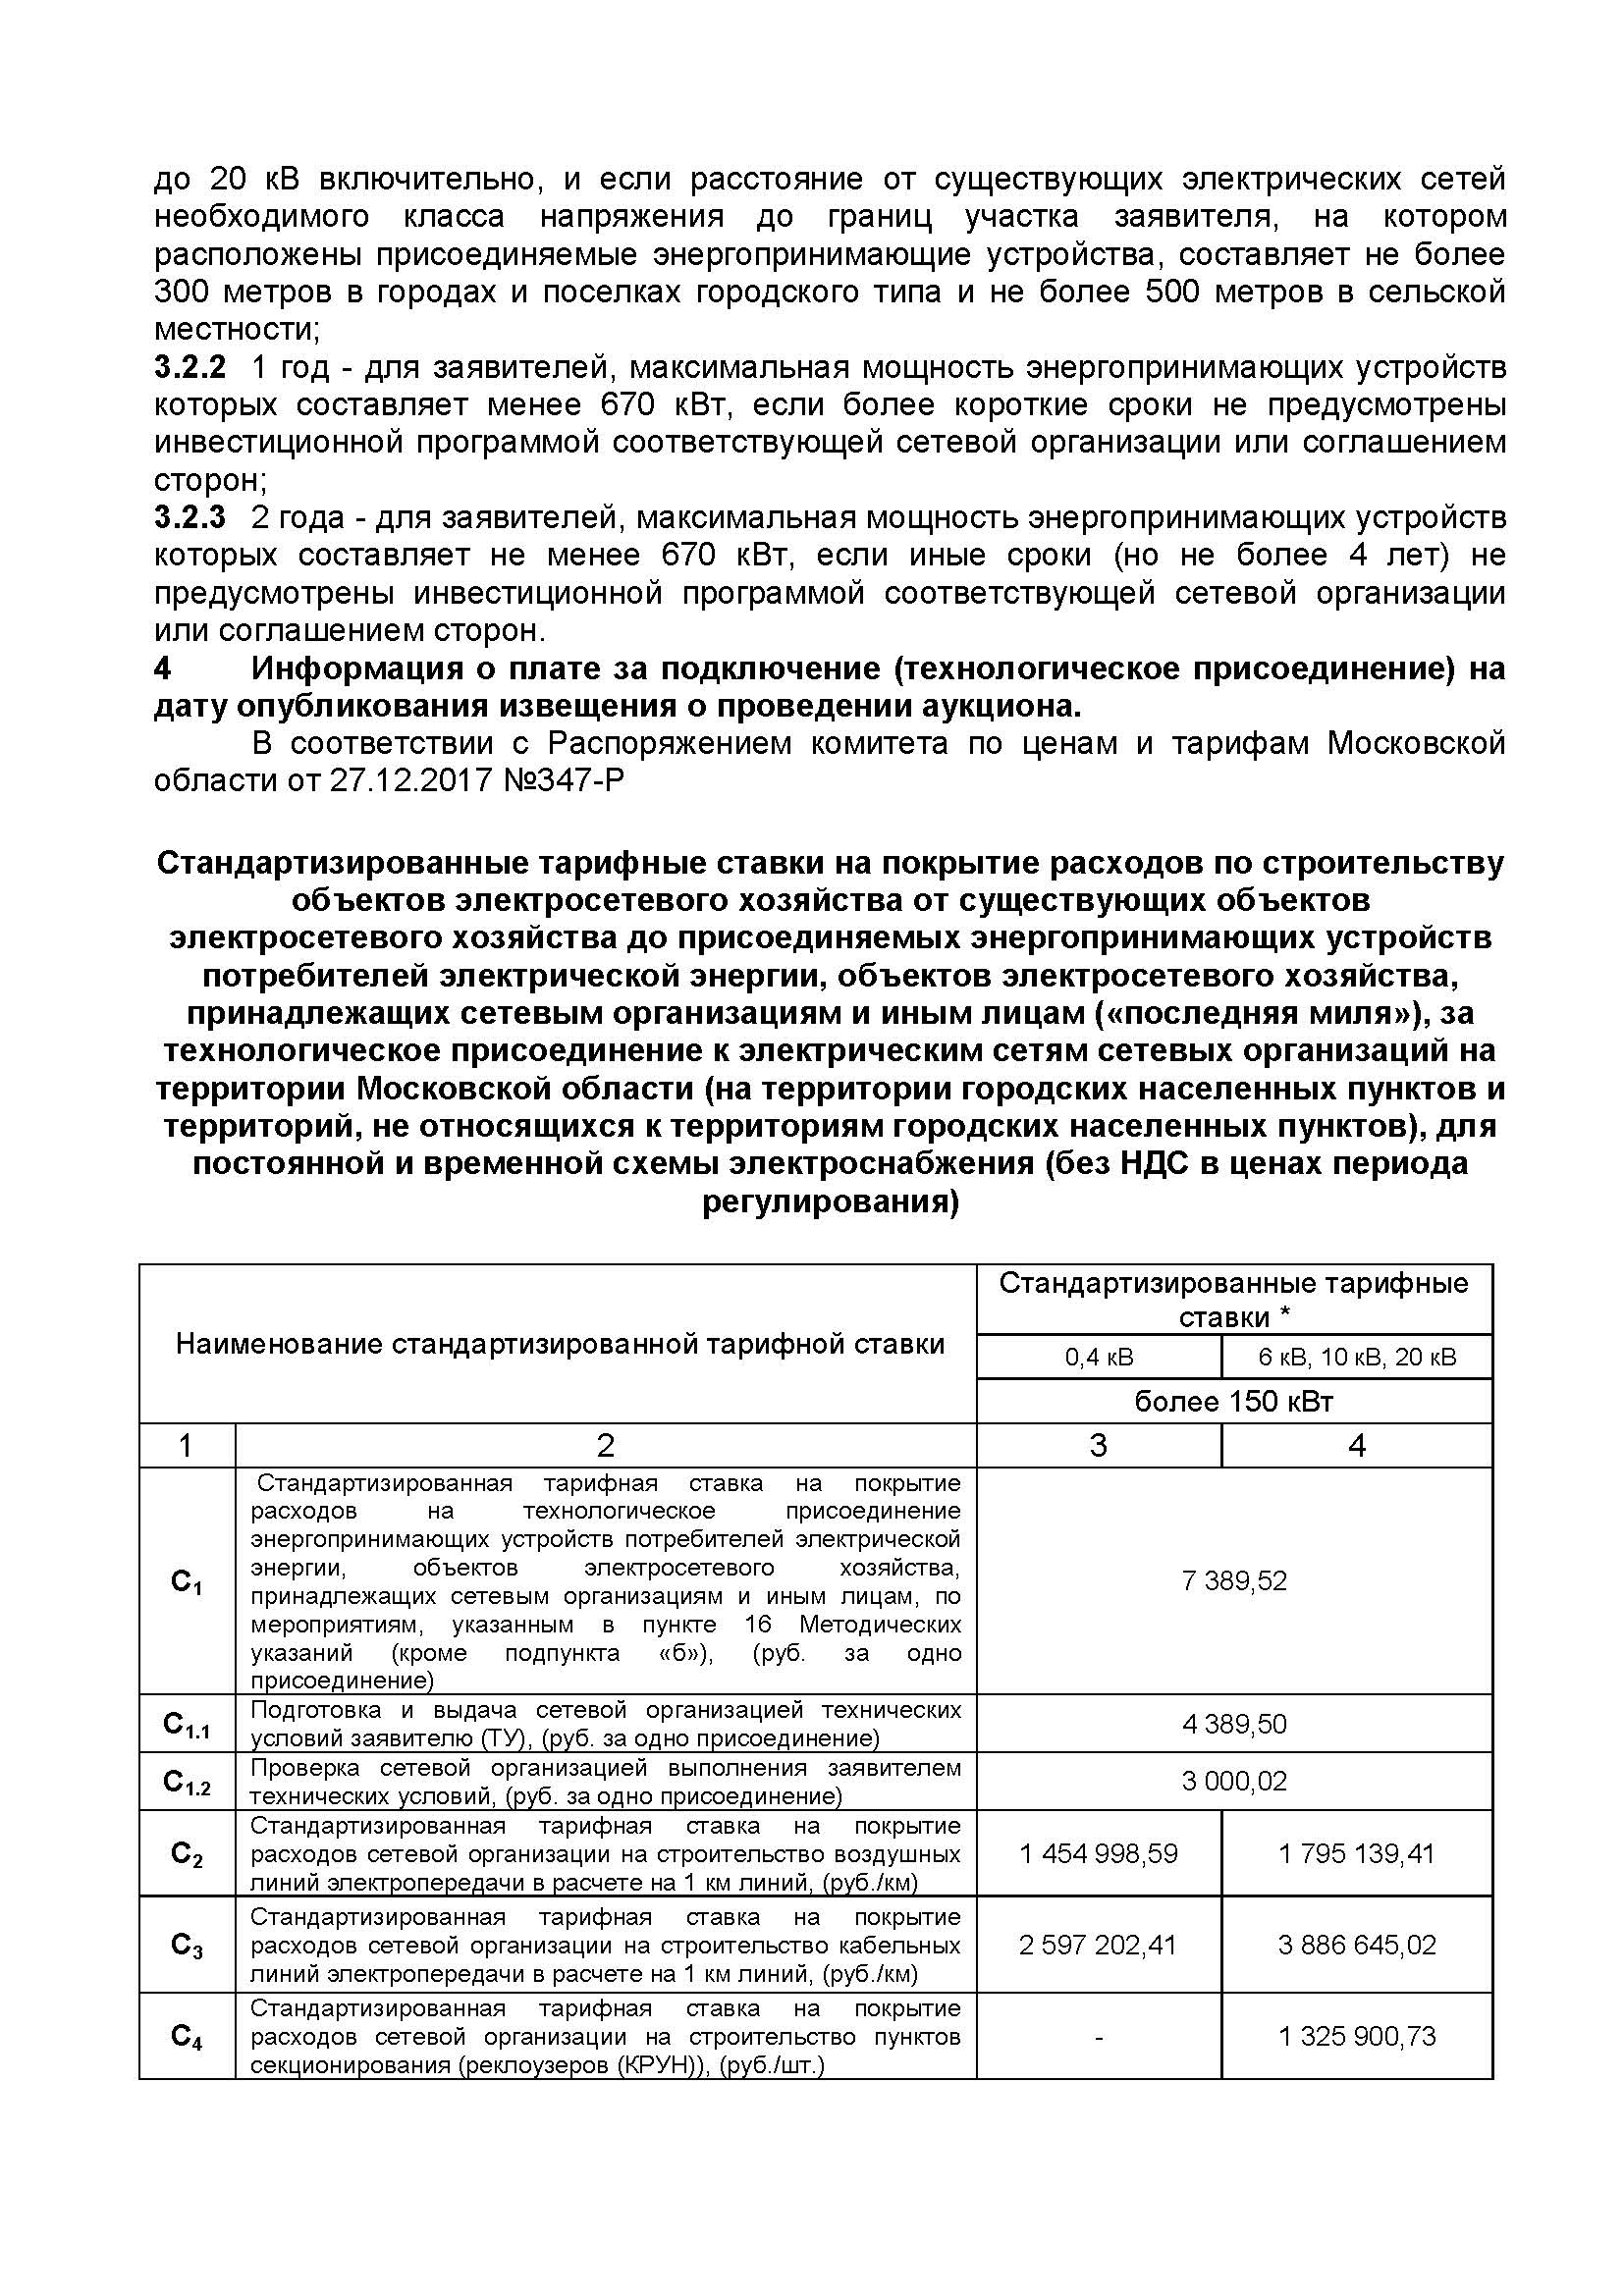 до 20 кВ включительно, и если расстояние от существующих электрических сетей
необходимого класса напряжения до границ участка заявителя, на котором
расположены присоединяемые энергопринимающие устройства, составляет не более
300 метров в городах и поселках городского типа и не более 500 метров в сельской
местности;
3.2.2 1 год - для заявителей, максимальная мощность энергопринимающих устройств
которых составляет менее 670 кВт, если более короткие сроки не предусмотрены
инвестиционной программой соответствующей сетевой организации или соглашением
сторон;
3.2.3 2 года - для заявителей, максимальная мощность энергопринимающих устройств
которых составляет не менее 670 кВт, если иные сроки (но не более 4 лет) не
предусмотрены инвестиционной программой соответствующей сетевой организации
или соглашением сторон.
4 Информация о плате за подключение (технологическое присоединение) на
дату опубликования извещения о проведении аукциона.
В соответствии с Распоряжением комитета по ценам и тарифам Московской
области от 27.12.2017 №347-Р
Стандартизированные тарифные ставки на покрытие расходов по строительству
объектов электросетевого хозяйства от существующих объектов
электросетевого хозяйства до присоединяемых энергопринимающих устройств
потребителей электрической энергии, объектов электросетевого хозяйства,
принадлежащих сетевым организациям и иным лицам («последняя миля»), за
технологическое присоединение к электрическим сетям сетевых организаций на
территории Московской области (на территории городских населенных пунктов и
территорий, не относящихся к территориям городских населенных пунктов), для
постоянной и временной схемы электроснабжения (без НДС в ценах периода
регулирования)
Наименование стандартизированной тарифной ставки
Стандартизированные тарифные
ставки *
0,4 кВ
6 кВ, 10 кВ, 20 кВ
более 150 кВт
1
2
3
4
С1
Стандартизированная тарифная ставка на покрытие
расходов на технологическое присоединение
энергопринимающих устройств потребителей электрической
энергии, объектов электросетевого хозяйства,
принадлежащих сетевым организациям и иным лицам, по
мероприятиям, указанным в пункте 16 Методических
указаний (кроме подпункта «б»), (руб. за одно
присоединение)
7 389,52
С1.1
Подготовка и выдача сетевой организацией технических
условий заявителю (ТУ), (руб. за одно присоединение)
4 389,50
С1.2
Проверка сетевой организацией выполнения заявителем
технических условий, (руб. за одно присоединение)
3 000,02
С2
Стандартизированная тарифная ставка на покрытие
расходов сетевой организации на строительство воздушных
линий электропередачи в расчете на 1 км линий, (руб./км)
1 454 998,59
1 795 139,41
С3
Стандартизированная тарифная ставка на покрытие
расходов сетевой организации на строительство кабельных
линий электропередачи в расчете на 1 км линий, (руб./км)
2 597 202,41
3 886 645,02
С4
Стандартизированная тарифная ставка на покрытие
расходов сетевой организации на строительство пунктов
секционирования (реклоузеров (КРУН)), (руб./шт.)
-
1 325 900,73